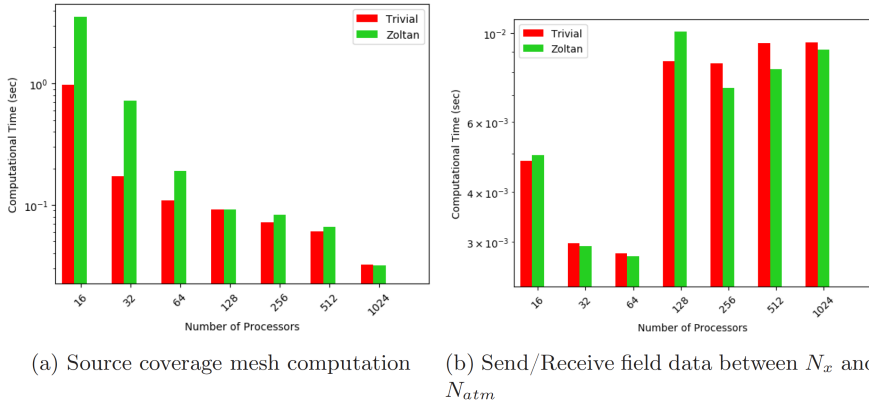 Trivial
Zoltan
10^0
10^-1
Computational Time (sec)
16
32
64
128
256
512
1024
Number of Processors
(a) Source coverage mesh computation
Trivial
Zoltan
10^-2
6 × 10^-3
4 × 10^-3
3 × 10^-3
Computational Time (sec)
16
32
64
128
256
512
1024
Number of Processors
(b) Send/Receive field data between N_x and
N_atm